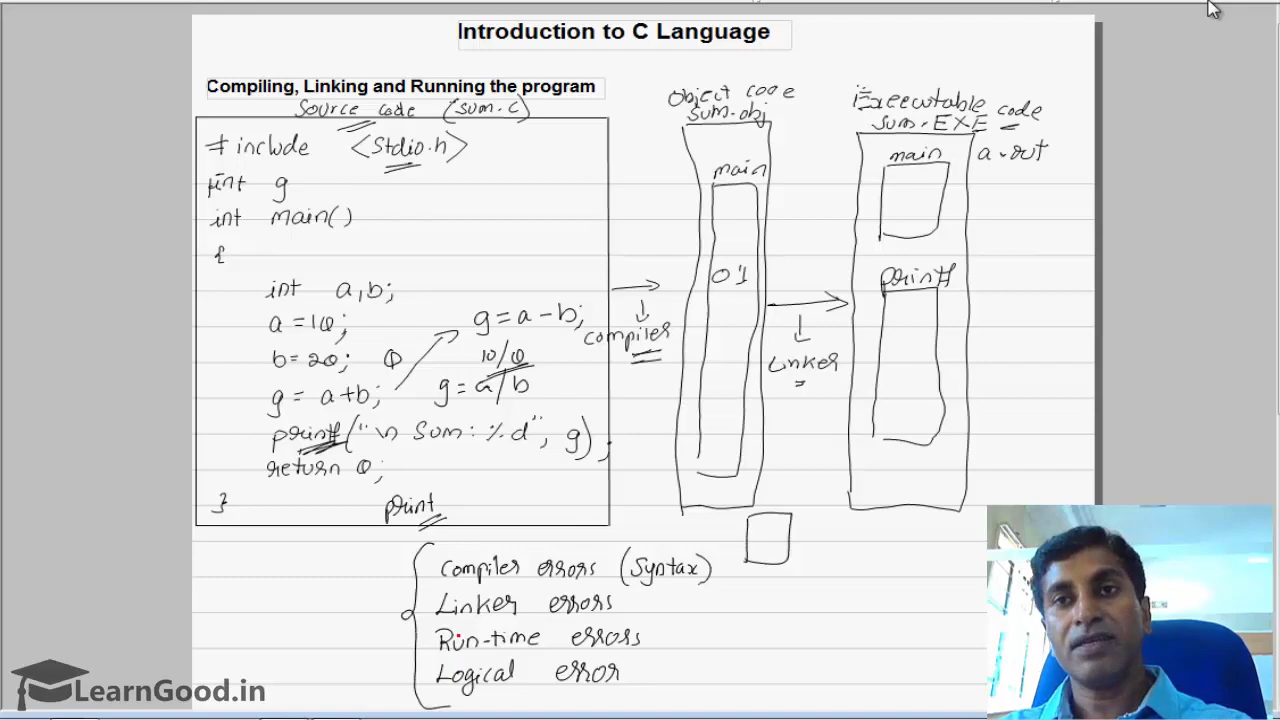 Introduction to C Language
Compiling, Linking and Running the program
Source code (sum.c)
# include <stdio.h>
int g
int main()
{
int a,b;
a = 10;
b = 20; 0
g = a+b;
g = a - b;
10/0
g = a/b
printf("\n Sum: %d", g);
return 0;
}
print
compiler
Object code
sum.obj
main
01
Linker
Executable code
sum.EXE
a.out
main
printf
Compiler errors (Syntax)
Linker errors
Run-time errors
Logical error
LearnGood.in